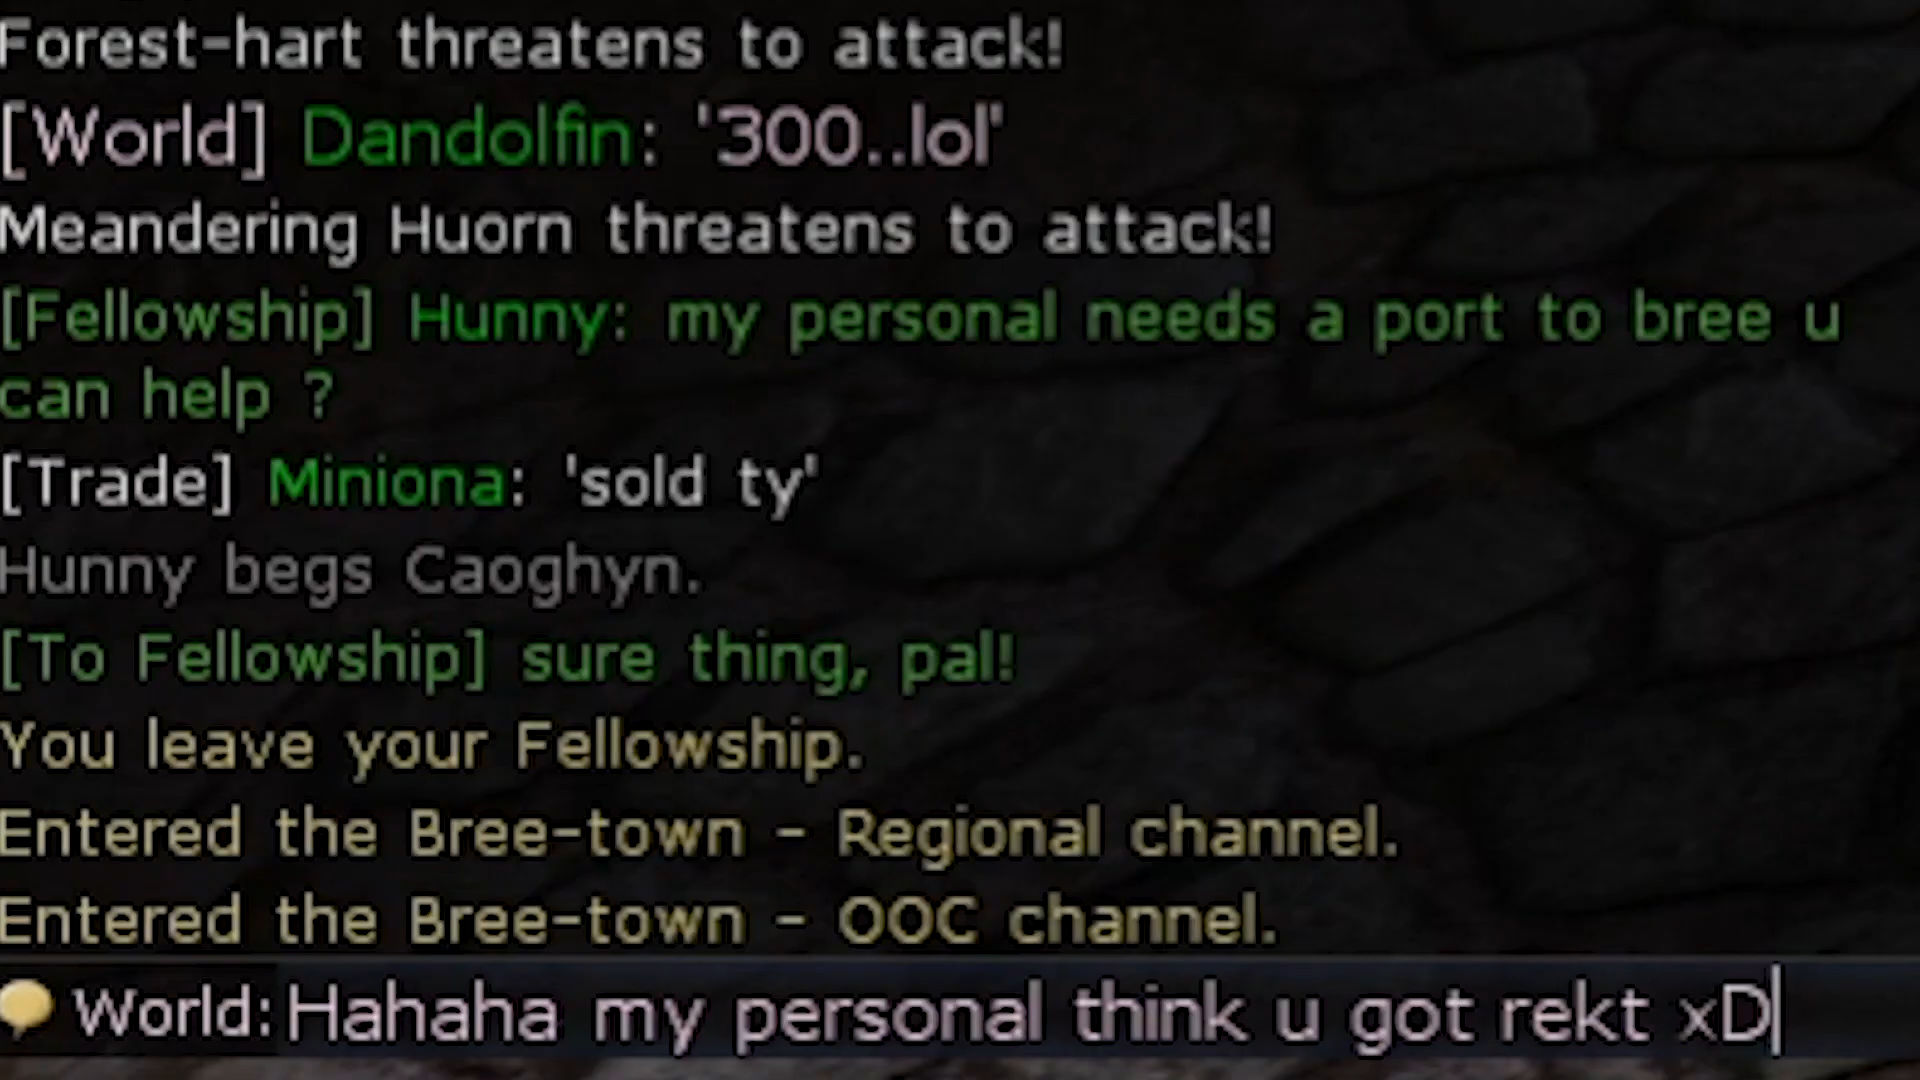 Forest-hart threatens to attack!
[World] Dandolfin: '300..lol'
Meandering Huorn threatens to attack!
[Fellowship] Hunny: my personal needs a port to bree u
can help ?
[Trade] Miniona: 'sold ty'
Hunny begs Caoghyn.
[To Fellowship] sure thing, pal!
You leave your Fellowship.
Entered the Bree-town - Regional channel.
Entered the Bree-town - OOC channel.
World: Hahaha my personal think u got rekt xD